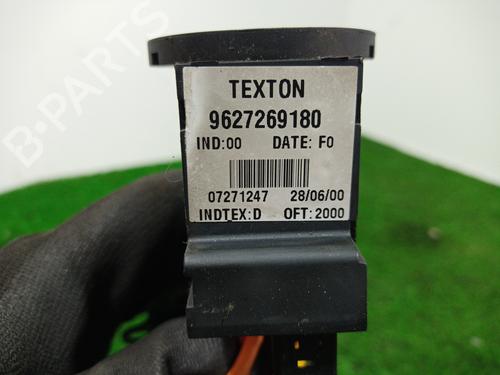 TEXTON
9627269180
IND:00 DATE: F0
07271247 28/06/00
INDTEX:D OFT: 2000
B-PARTS